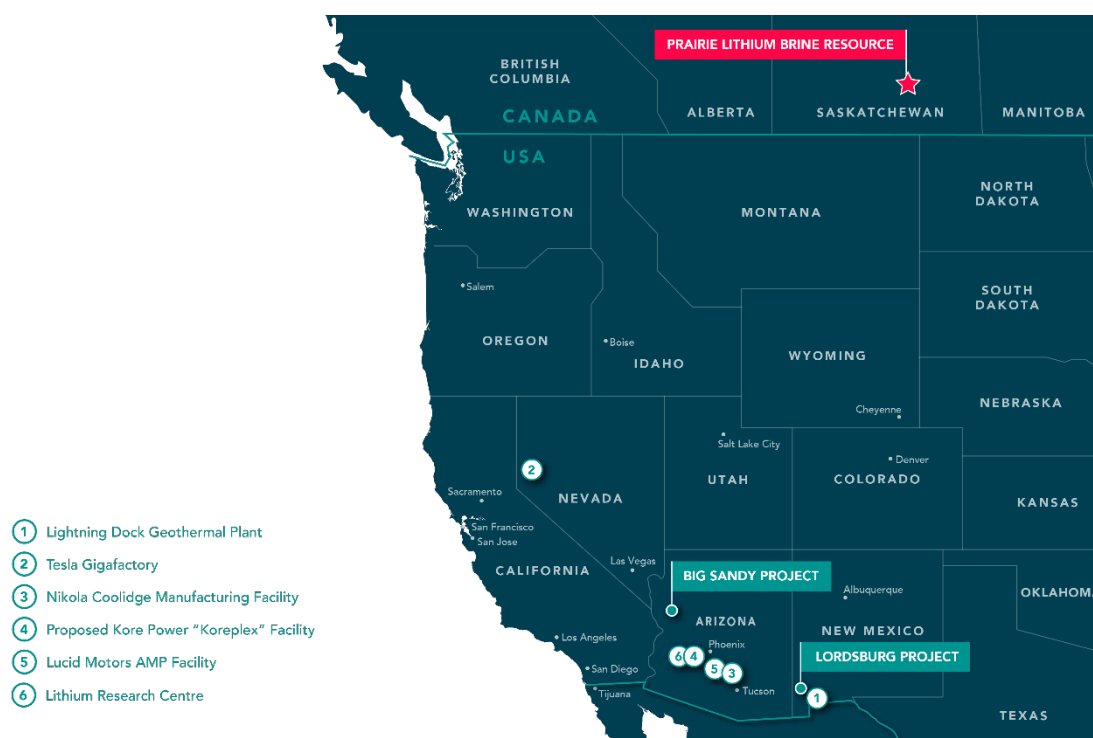 PRAIRIE LITHIUM BRINE RESOURCE
BRITISH
COLUMBIA
ALBERTA
SASKATCHEWAN
MANITOBA
CANADA
USA
WASHINGTON
MONTANA
NORTH
DAKOTA
Salem
SOUTH
DAKOTA
OREGON
Boise
IDAHO
WYOMING
NEBRASKA
Cheyenne
Salt Lake City
Denver
UTAH
COLORADO
KANSAS
2
NEVADA
Sacramento
San Francisco
San Jose
CALIFORNIA
Las Vegas
BIG SANDY PROJECT
Albuquerque
OKLAHOM
ARIZONA
NEW MEXICO
Los Angeles
Phoenix
6 4
5 3
LORDSBURG PROJECT
San Diego
Tijuana
Tucson
1
TEXAS
1 Lightning Dock Geothermal Plant
2 Tesla Gigafactory
3 Nikola Coolidge Manufacturing Facility
4 Proposed Kore Power “Koreplex” Facility
5 Lucid Motors AMP Facility
6 Lithium Research Centre